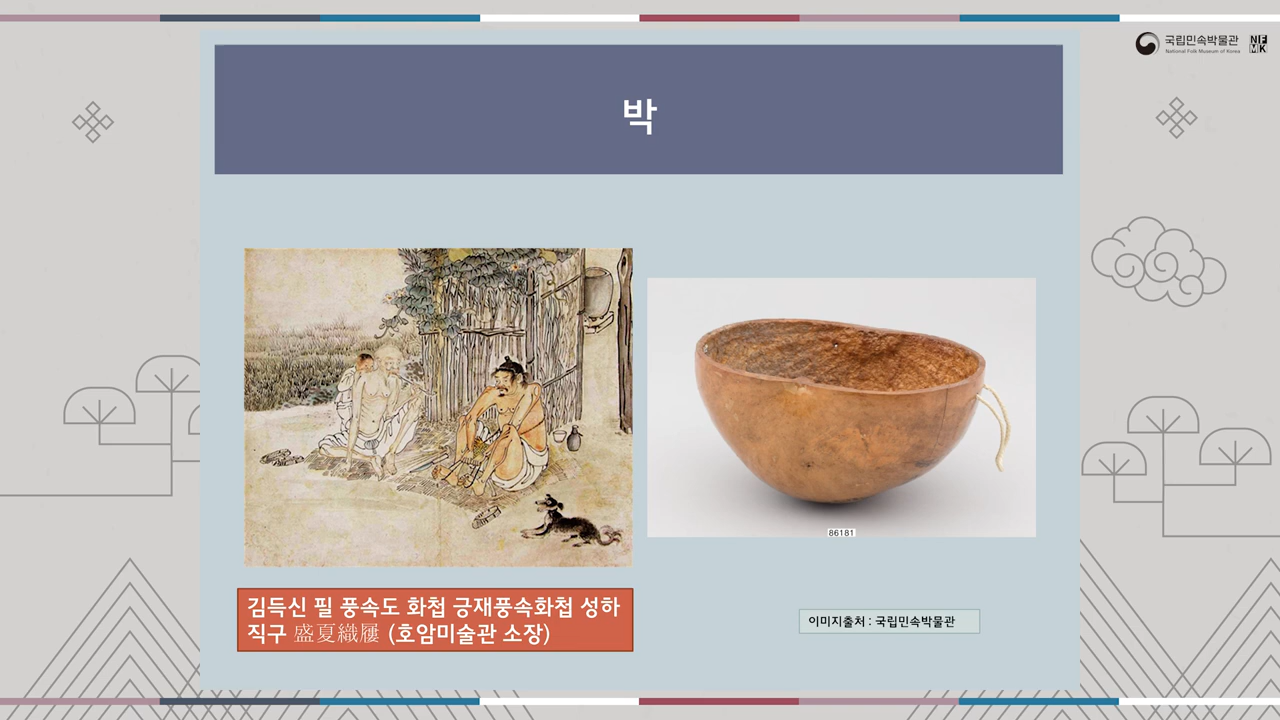 국립민속박물관
National Folk Museum of Korea
NF
MK
박
86181
김득신 필 풍속도 화첩 긍재풍속화첩 성하
직구 盛夏織屨 (호암미술관 소장)
이미지출처 : 국립민속박물관